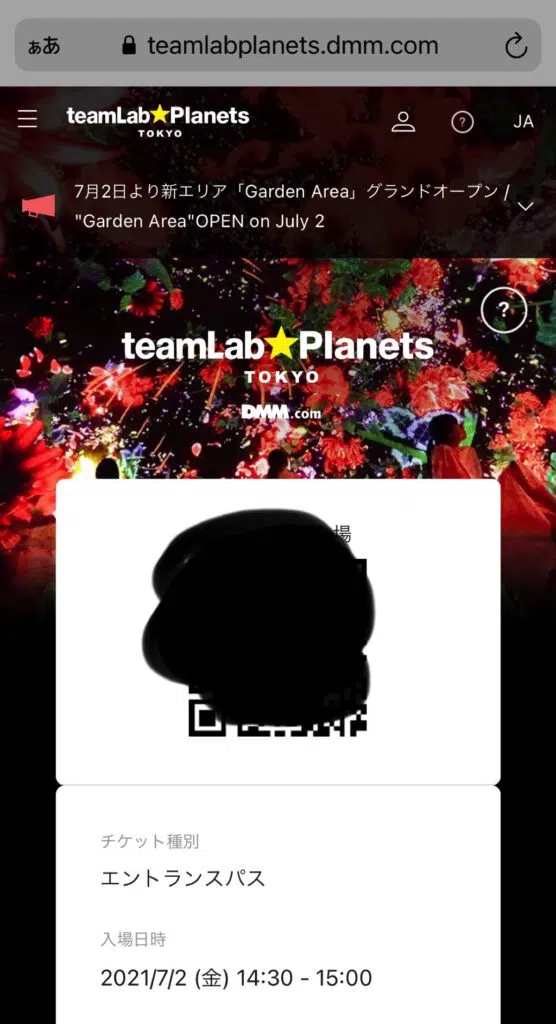 ぁあ teamlabplanets.dmm.com
teamLab★Planets
TOKYO
? JA
7月2日より新エリア「Garden Area」グランドオープン /
"Garden Area"OPEN on July 2
?
teamLab★Planets
TOKYO
DMM.com
場
チケット種別
エントランスパス
入場日時
2021/7/2 (金) 14:30 - 15:00